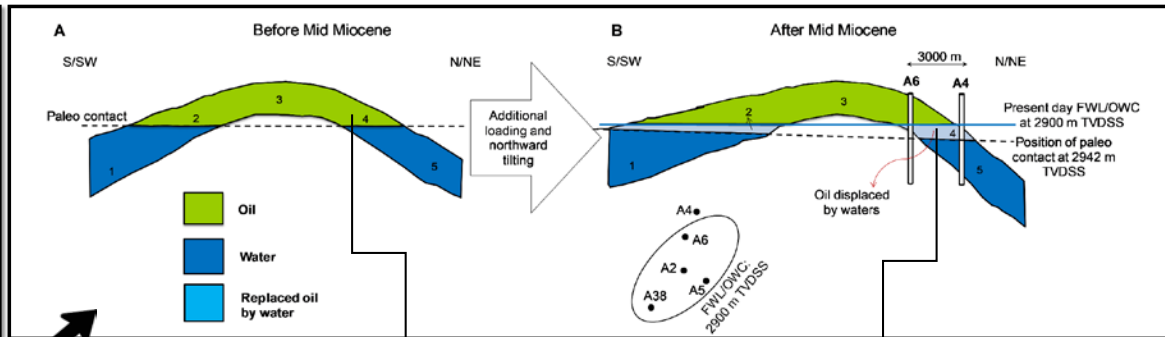 A
Before Mid Miocene
S/SW
N/NE
Paleo contact
1
2
3
4
5
Oil
Water
Replaced oil
by water
Additional
loading and
northward
tilting
B
After Mid Miocene
S/SW
3000 m
N/NE
A6
A4
1
2
3
4
5
Present day FWL/OWC
at 2900 m TVDSS
Position of paleo
contact at 2942 m
TVDSS
Oil displaced
by waters
A4
A6
A2
A5
A38
FWL/OWC:
2900 m TVDSS